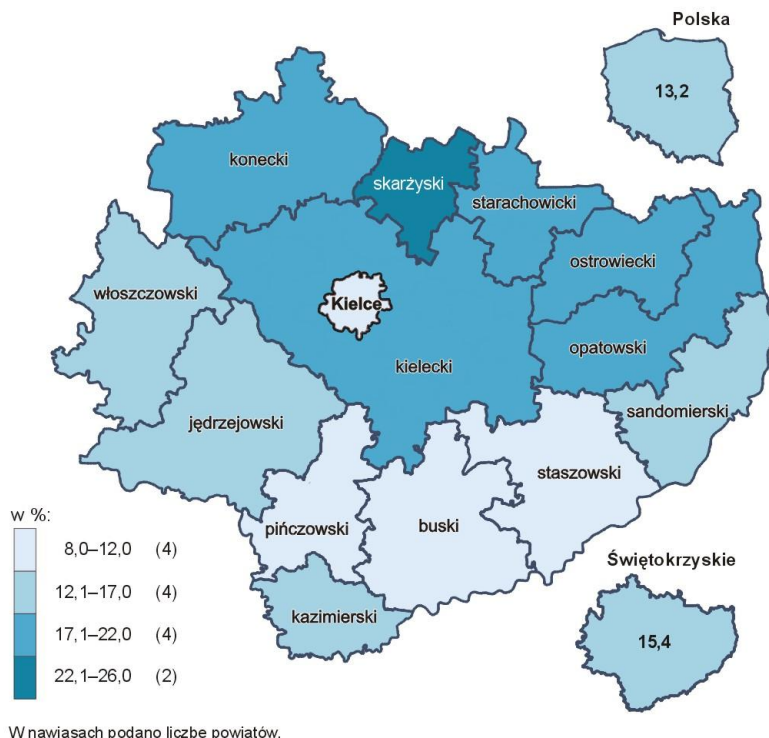 Polska
13,2
konecki
skarżyski
starachowicki
ostrowiecki
włoszczowski
Kielce
opatowski
kielecki
sandomierski
jędrzejowski
staszowski
w %:
pińczowski
buski
8,0–12,0 (4)
Świętokrzyskie
12,1–17,0 (4)
kazimierski
17,1–22,0 (4)
15,4
22,1–26,0 (2)
W nawiasach podano liczbę powiatów.